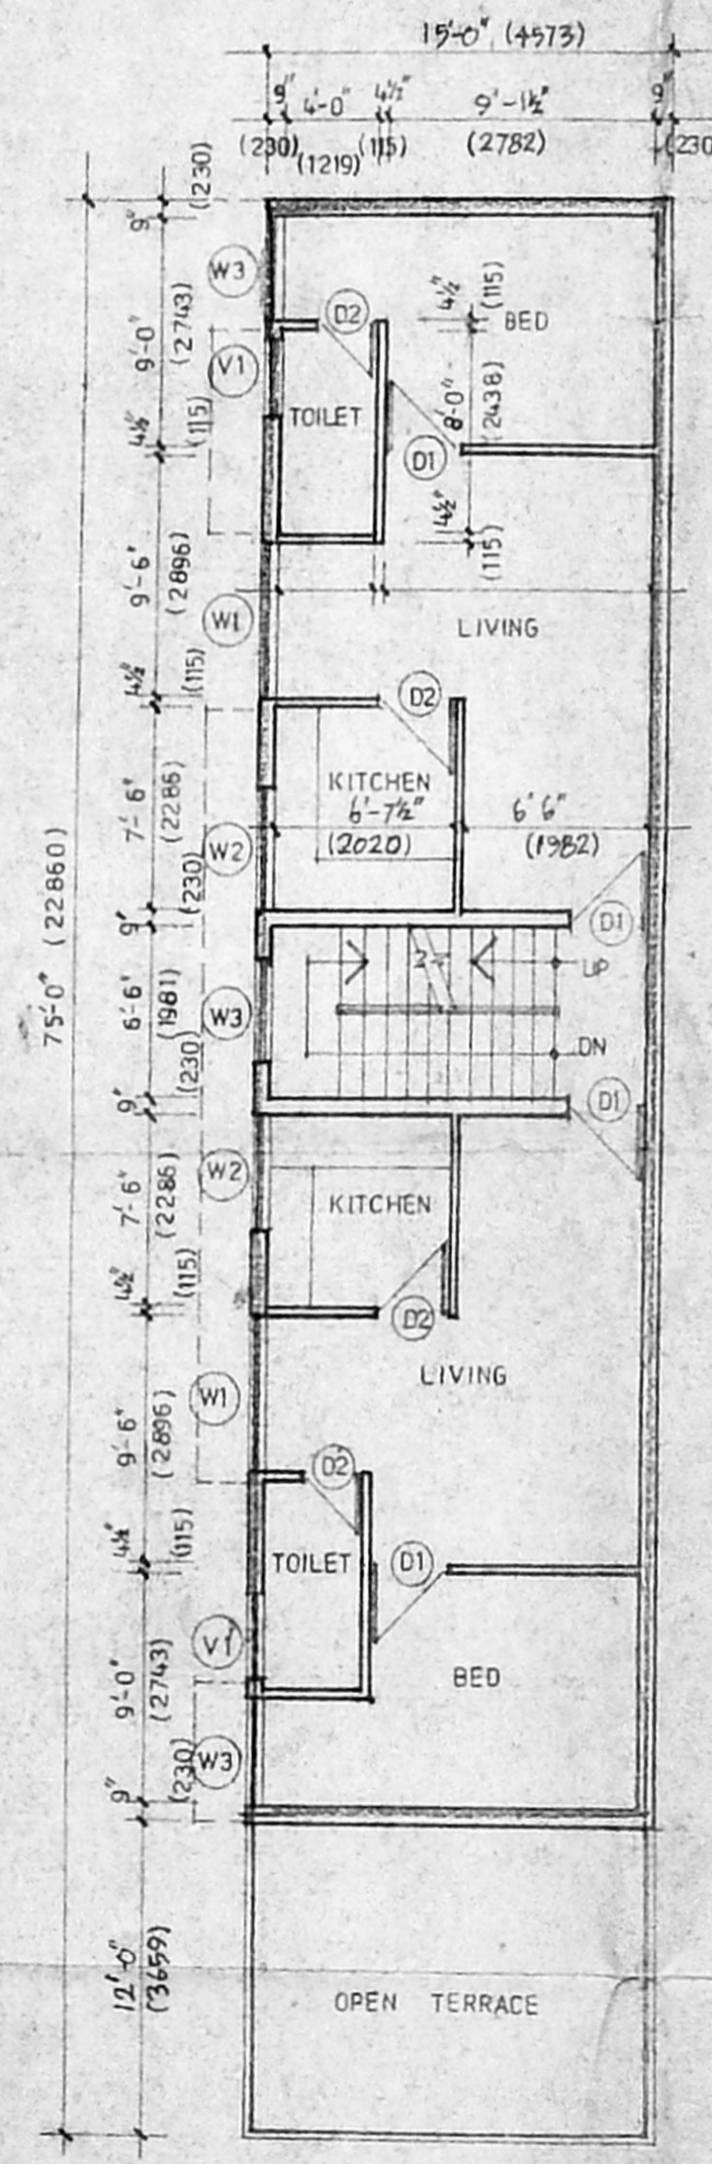 15'-0" (4573)
9" 4'-0" 4½" 9'-1½" 9"
(230) (1219) (115) (2782) (230
9" (230)
W3
9'-0" (2743)
D2
4½" (115)
BED
V1
TOILET
8'-0" (2438)
4½" (115)
D1
4½" (115)
9'-6" (2896)
W1
LIVING
4½" (115)
D2
KITCHEN
6'-7½" 6'6"
(2020) (1982)
7'-6" (2286)
W2
75'-0" (22860)
9" (230)
D1
UP
6'-6" (1981)
W3
DN
9" (230)
D1
W2
7'-6" (2286)
KITCHEN
4½" (115)
D2
LIVING
9'-6" (2896)
W1
D2
4½" (115)
TOILET
D1
V1
9'-0" (2743)
BED
9" (230)
W3
12'-0" (3659)
OPEN TERRACE